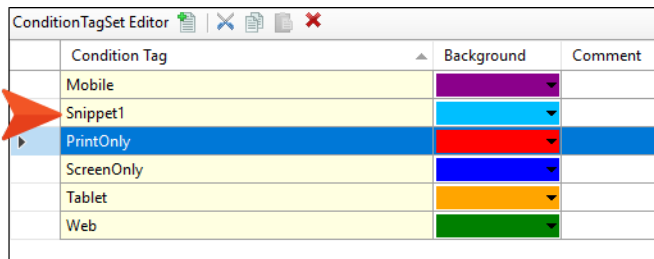 ConditionTagSet Editor
Condition Tag Background Comment
Mobile
Snippet1
PrintOnly
ScreenOnly
Tablet
Web